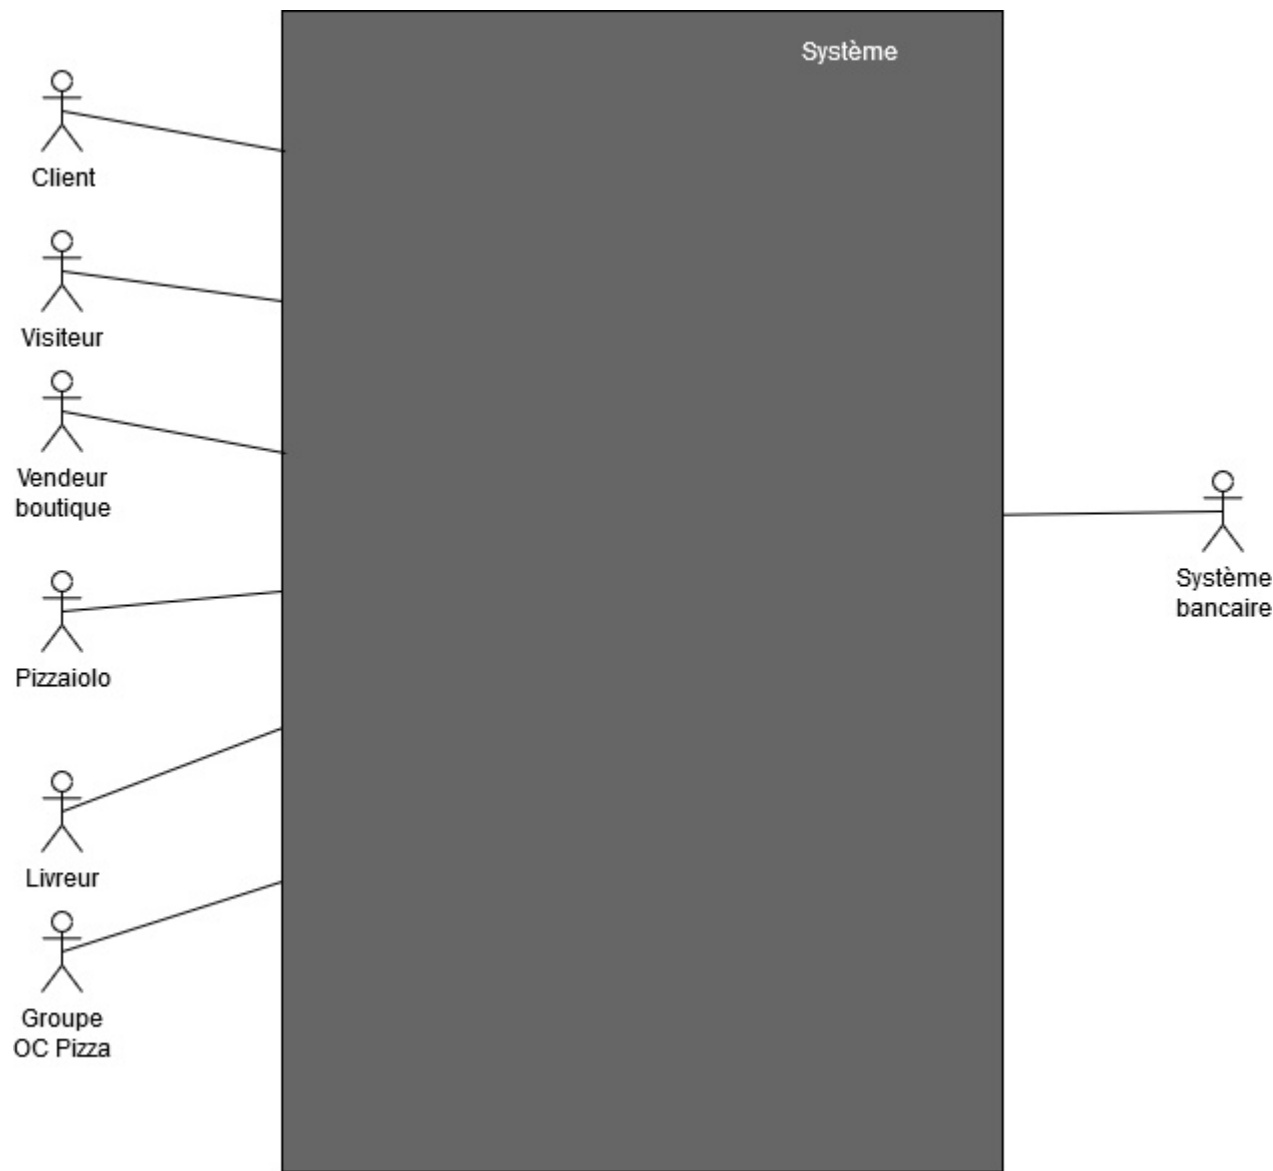 Système
Client
Visiteur
Vendeur
boutique
Pizzaiolo
Livreur
Groupe
OC Pizza
Système
bancaire